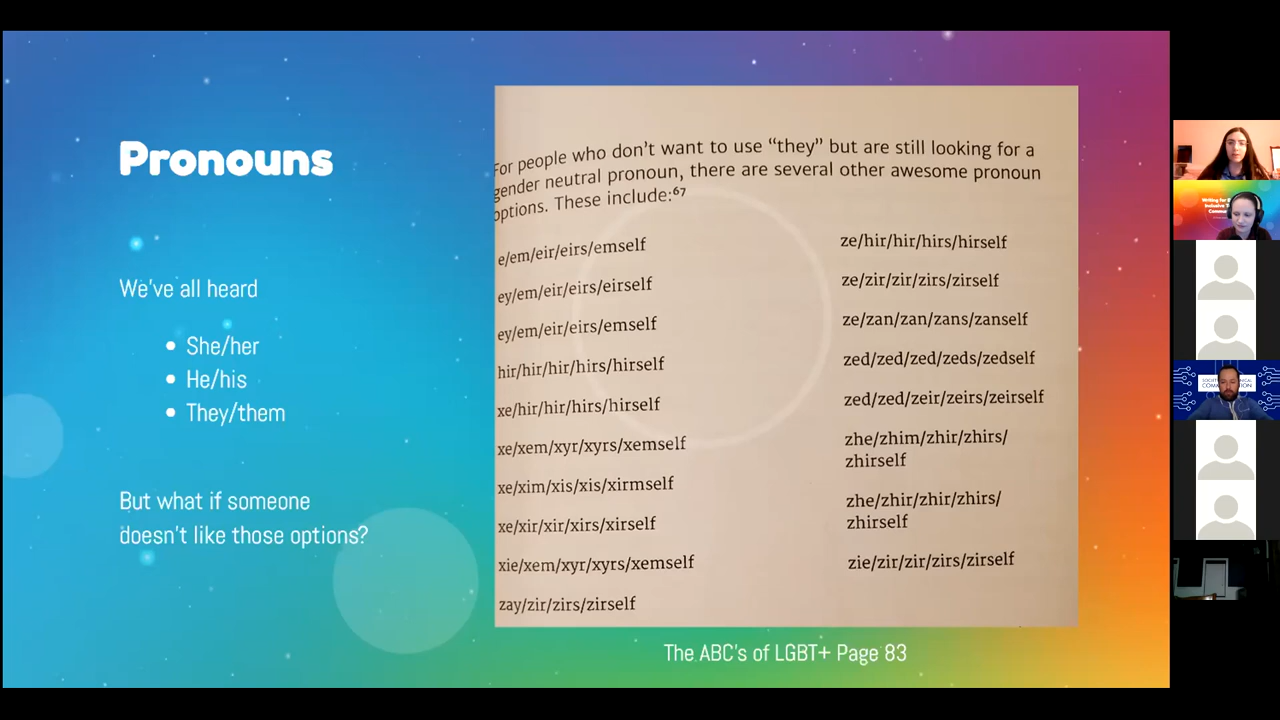 Pronouns
We've all heard
She/her
He/his
They/them
But what if someone
doesn't like those options?
For people who don't want to use “they” but are still looking for a
gender neutral pronoun, there are several other awesome pronoun
options. These include:⁶⁷
e/em/eir/eirs/emself
ey/em/eir/eirs/eirself
ey/em/eir/eirs/emself
hir/hir/hir/hirs/hirself
xe/hir/hir/hirs/hirself
xe/xem/xyr/xyrs/xemself
xe/xim/xis/xis/xirmself
xe/xir/xir/xirs/xirself
xie/xem/xyr/xyrs/xemself
zay/zir/zirs/zirself
ze/hir/hir/hirs/hirself
ze/zir/zir/zirs/zirself
ze/zan/zan/zans/zanself
zed/zed/zed/zeds/zedself
zed/zed/zeir/zeirs/zeirself
zhe/zhim/zhir/zhirs/
zhirself
zhe/zhir/zhir/zhirs/
zhirself
zie/zir/zir/zirs/zirself
The ABC's of LGBT+ Page 83
Writing for